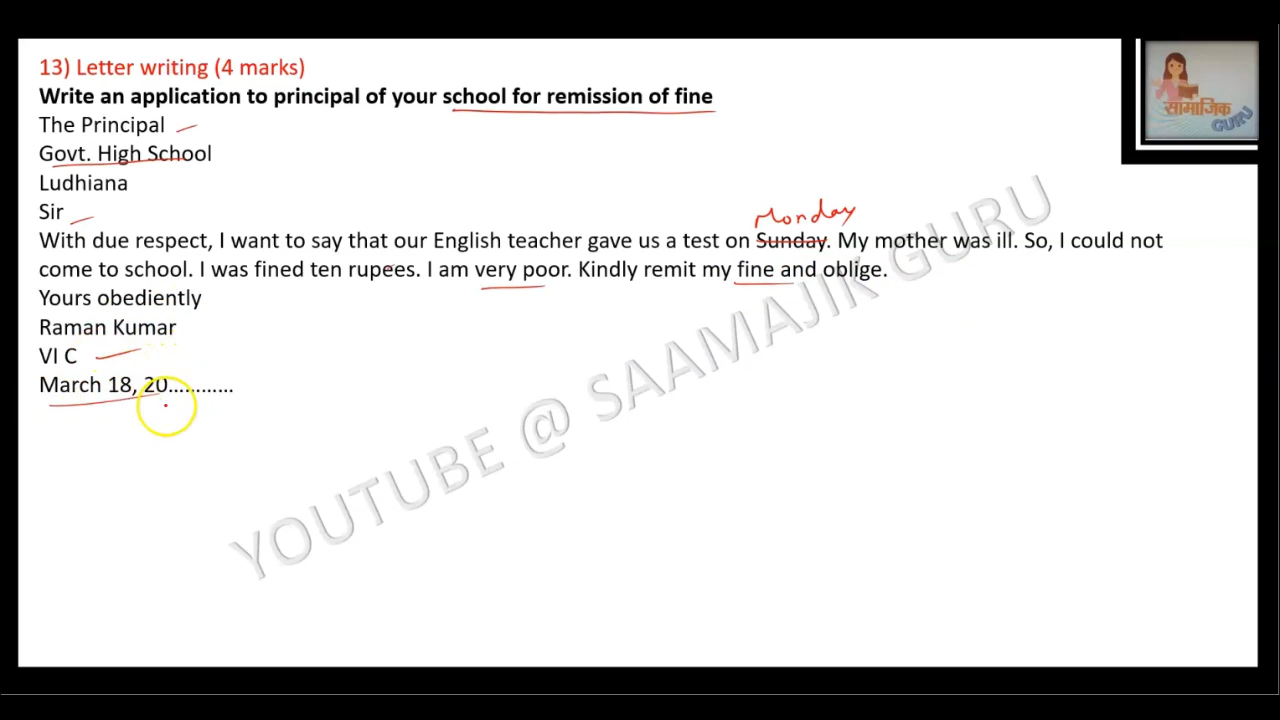 13) Letter writing (4 marks)
Write an application to principal of your school for remission of fine
The Principal
Govt. High School
Ludhiana
Sir
Monday
With due respect, I want to say that our English teacher gave us a test on Sunday. My mother was ill. So, I could not
come to school. I was fined ten rupees. I am very poor. Kindly remit my fine and oblige.
Yours obediently
Raman Kumar
VI C
March 18, 20............
सामाजिक
GURU
YOUTUBE @ SAAMAJIK GURU